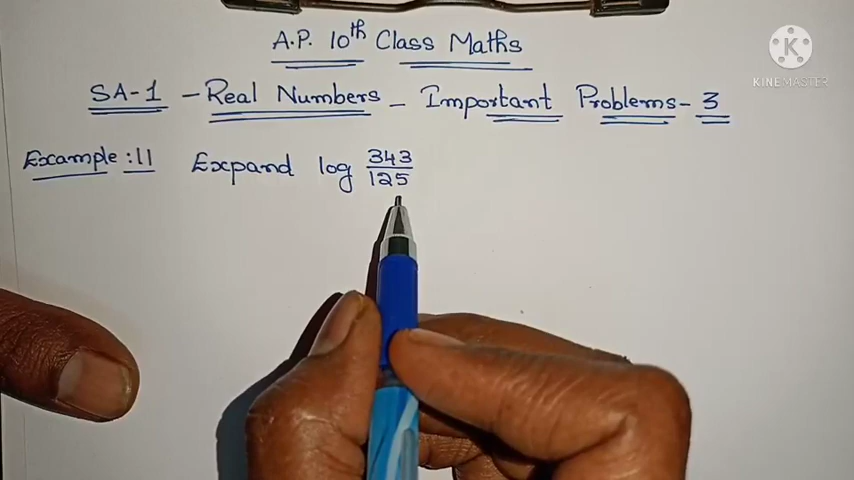 A.P. 10th Class Maths
SA-1 - Real Numbers - Important Problems - 3
Example : 11 Expand log 343/125
K
KINEMASTER